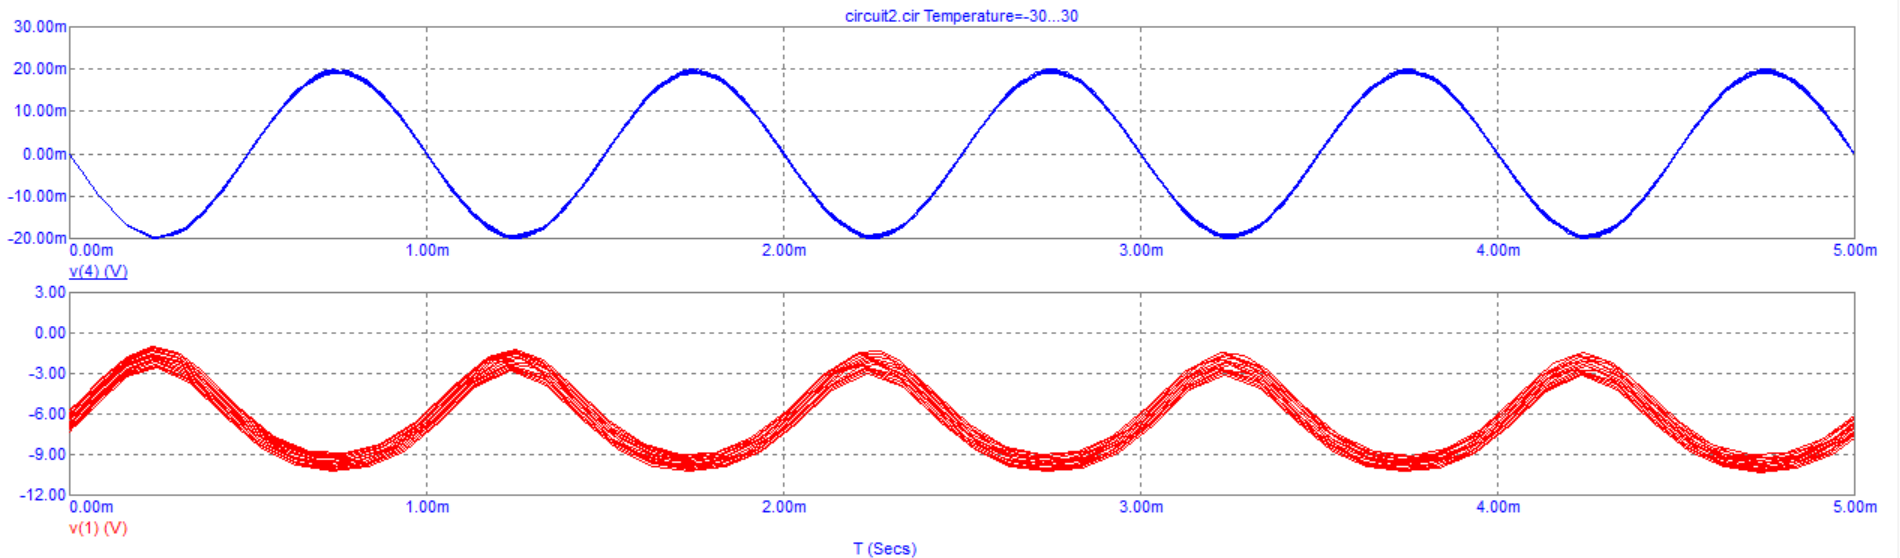 circuit2.cir Temperature=-30...30
30.00m
20.00m
10.00m
0.00m
-10.00m
-20.00m
0.00m 1.00m 2.00m 3.00m 4.00m 5.00m
v(4) (V)
3.00
0.00
-3.00
-6.00
-9.00
-12.00
0.00m 1.00m 2.00m 3.00m 4.00m 5.00m
v(1) (V)
T (Secs)